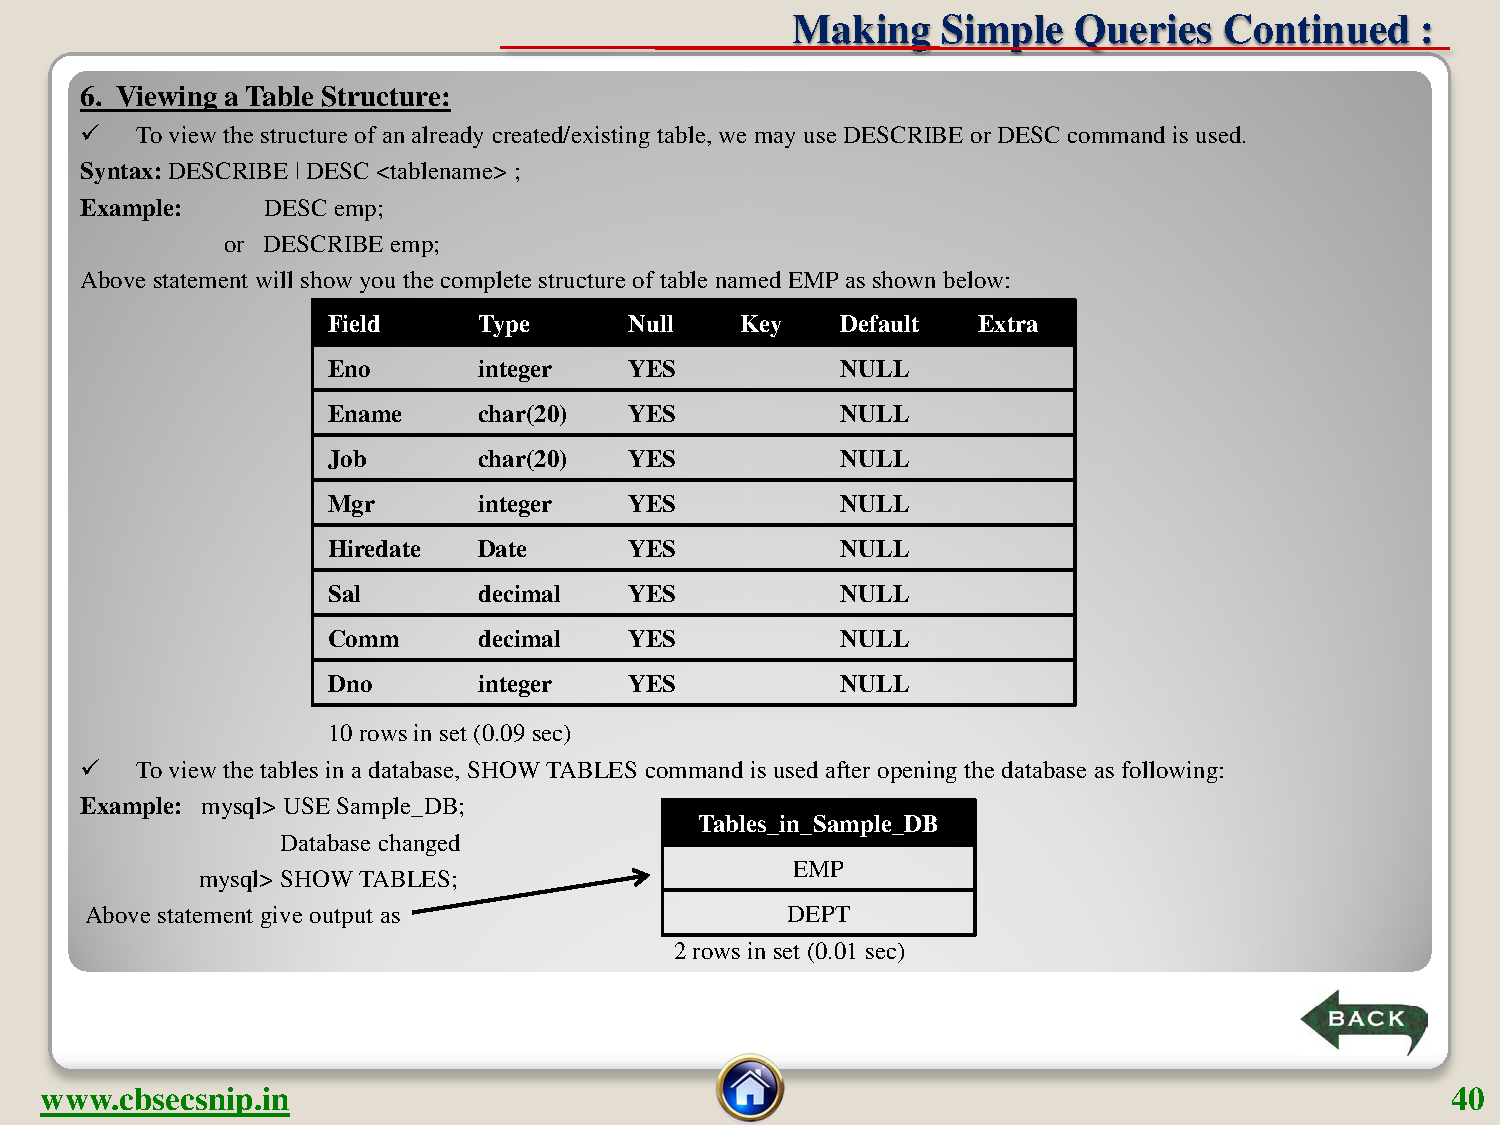 Making Simple Queries Continued :
6. Viewing a Table Structure:
✓ To view the structure of an already created/existing table, we may use DESCRIBE or DESC command is used.
Syntax: DESCRIBE | DESC <tablename> ;
Example: DESC emp;
or DESCRIBE emp;
Above statement will show you the complete structure of table named EMP as shown below:
Field Type Null Key Default Extra
Eno integer YES NULL
Ename char(20) YES NULL
Job char(20) YES NULL
Mgr integer YES NULL
Hiredate Date YES NULL
Sal decimal YES NULL
Comm decimal YES NULL
Dno integer YES NULL
10 rows in set (0.09 sec)
✓ To view the tables in a database, SHOW TABLES command is used after opening the database as following:
Example: mysql> USE Sample_DB;
Database changed
mysql> SHOW TABLES;
Above statement give output as
Tables_in_Sample_DB
EMP
DEPT
2 rows in set (0.01 sec)
BACK
www.cbsecsnip.in
40